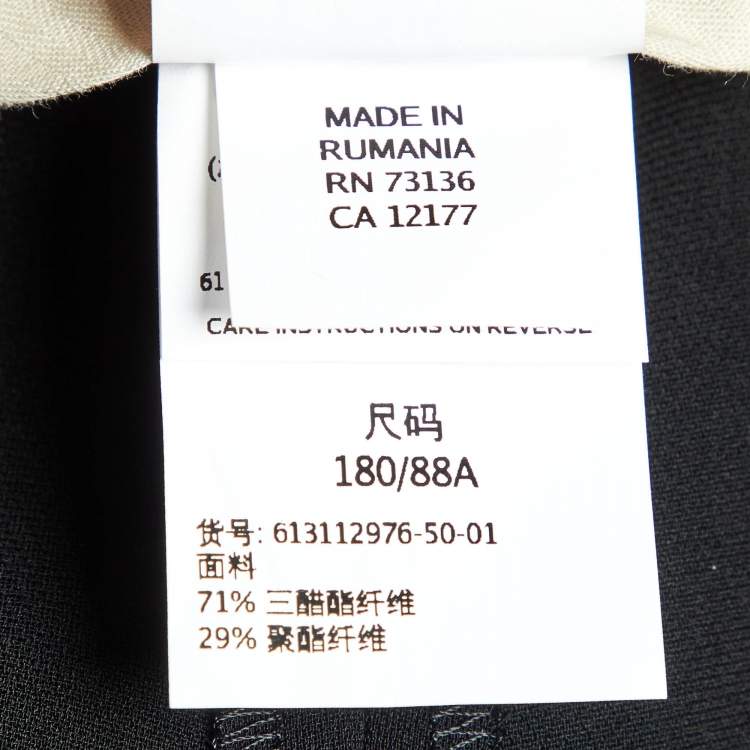 MADE IN
RUMANIA
RN 73136
CA 12177
61
CARE INSTRUCTIONS ON REVERSE
尺码
180/88A
货号: 613112976-50-01
面料
71% 三醋酯纤维
29% 聚酯纤维